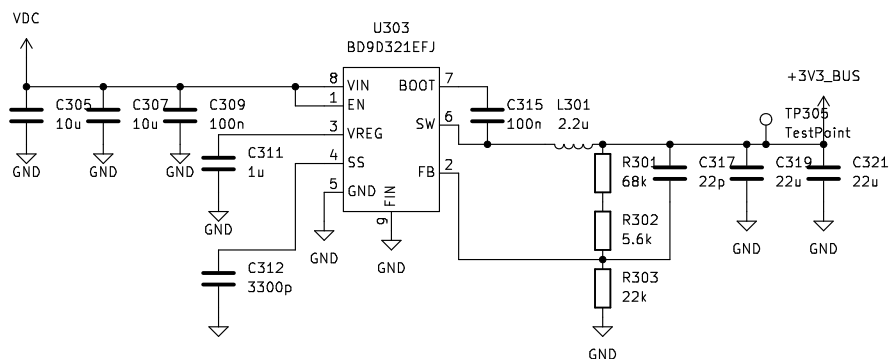 VDC
U303
BD9D321EFJ
8 VIN
1 EN
3 VREG
4 SS
5 GND
FIN
9
BOOT 7
SW 6
FB 2
C305
10u
GND
C307
10u
GND
C309
100n
GND
C311
1u
GND
C312
3300p
GND
GND
C315
100n
L301
2.2u
R301
68k
R302
5.6k
R303
22k
GND
C317
22p
+3V3_BUS
TP305
TestPoint
C319
22u
GND
C321
22u
GND